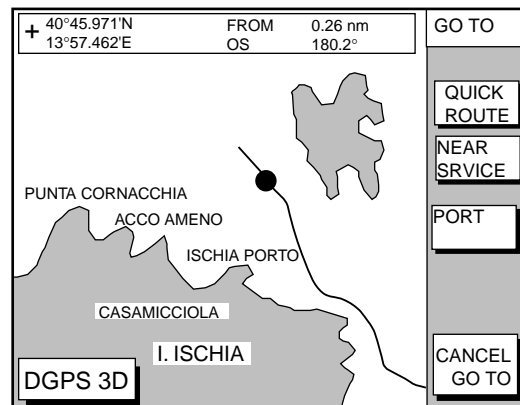 + 40°45.971'N FROM 0.26 nm
13°57.462'E OS 180.2°
GO TO
QUICK
ROUTE
NEAR
SRVICE
PORT
PUNTA CORNACCHIA
ACCO AMENO
ISCHIA PORTO
CASAMICCIOLA
I. ISCHIA
DGPS 3D
CANCEL
GO TO